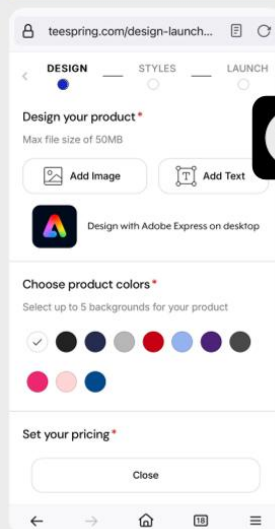 teespring.com/design-launch...
DESIGN STYLES LAUNCH
Design your product*
Max file size of 50MB
Add Image T Add Text
Design with Adobe Express on desktop
Choose product colors*
Select up to 5 backgrounds for your product
Set your pricing*
Close
18